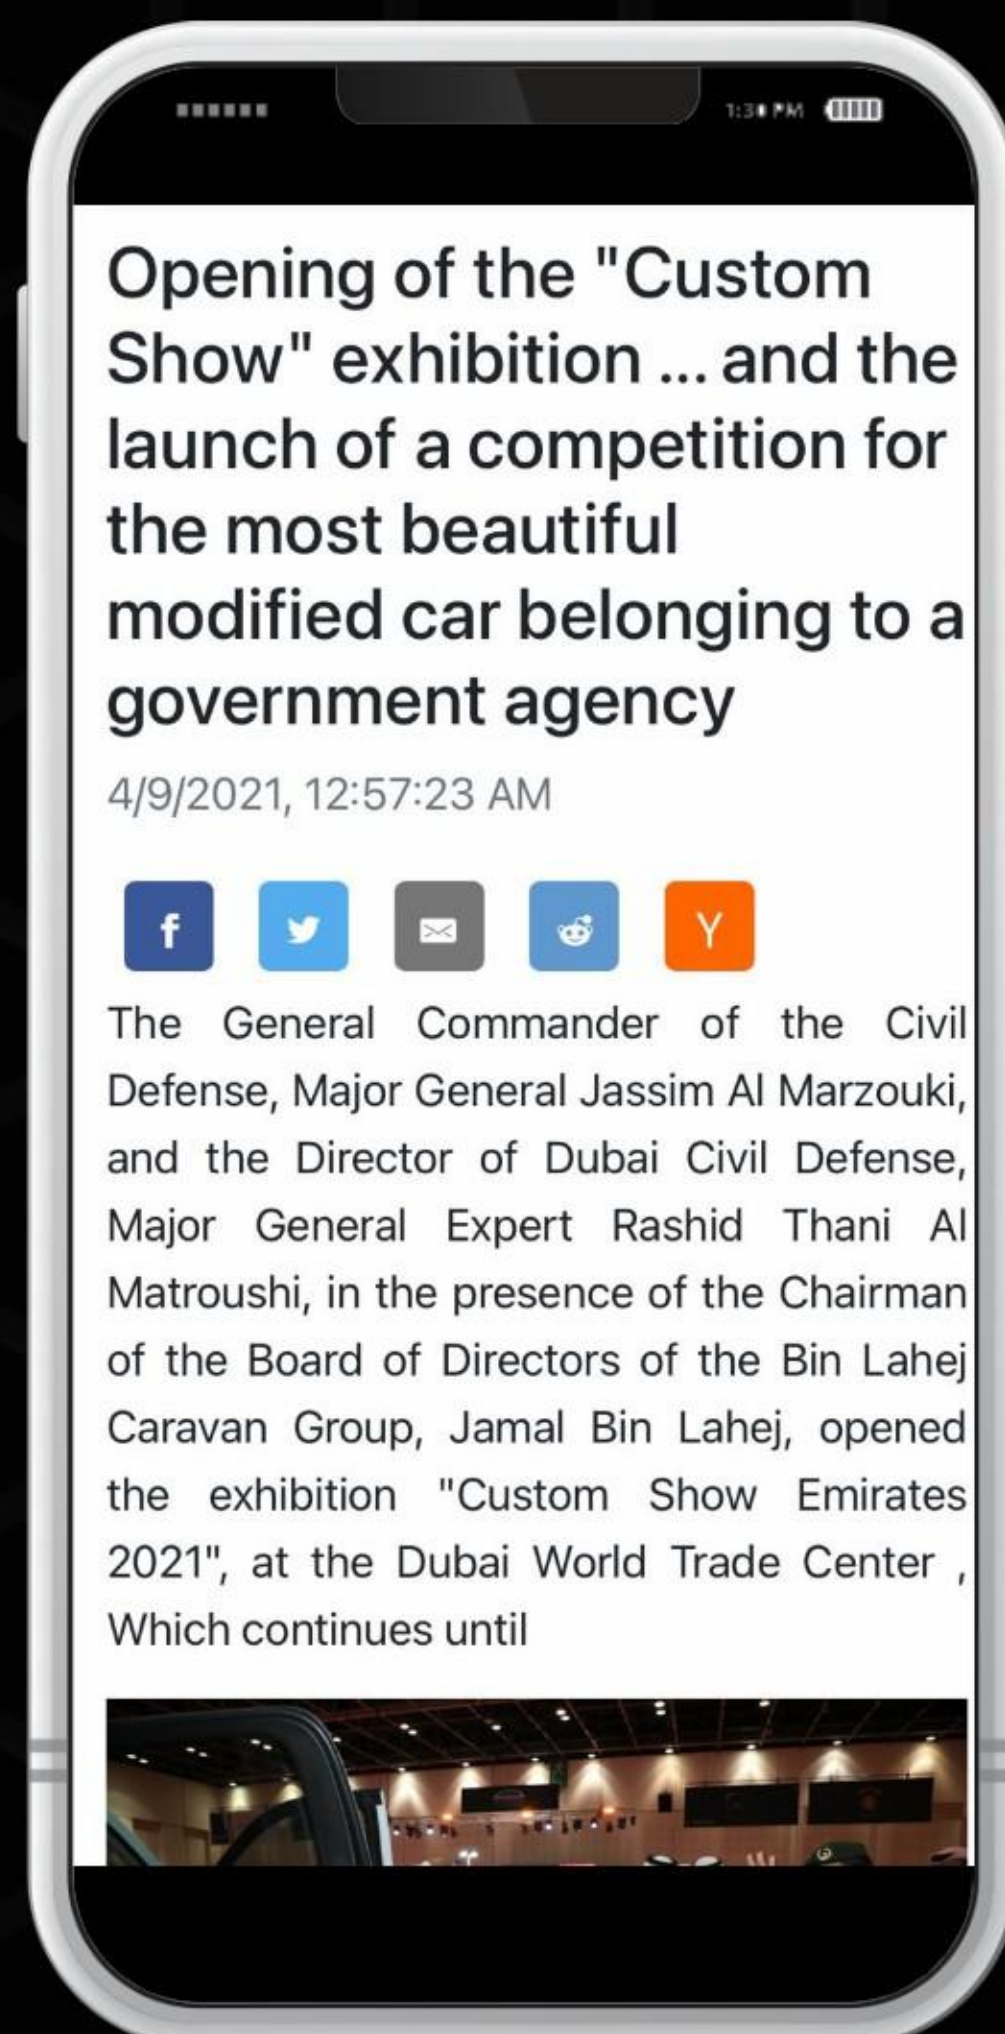 1:30 PM
Opening of the "Custom
Show" exhibition ... and the
launch of a competition for
the most beautiful
modified car belonging to a
government agency
4/9/2021, 12:57:23 AM
f
Y
The General Commander of the Civil
Defense, Major General Jassim Al Marzouki,
and the Director of Dubai Civil Defense,
Major General Expert Rashid Thani Al
Matroushi, in the presence of the Chairman
of the Board of Directors of the Bin Lahej
Caravan Group, Jamal Bin Lahej, opened
the exhibition "Custom Show Emirates
2021", at the Dubai World Trade Center ,
Which continues until